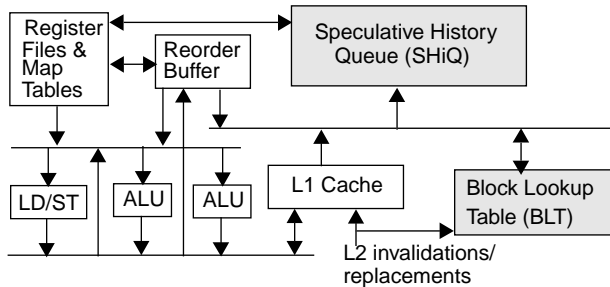 Register
Files &
Map
Tables
Reorder
Buffer
Speculative History
Queue (SHiQ)
LD/ST
ALU
ALU
L1 Cache
Block Lookup
Table (BLT)
L2 invalidations/
replacements